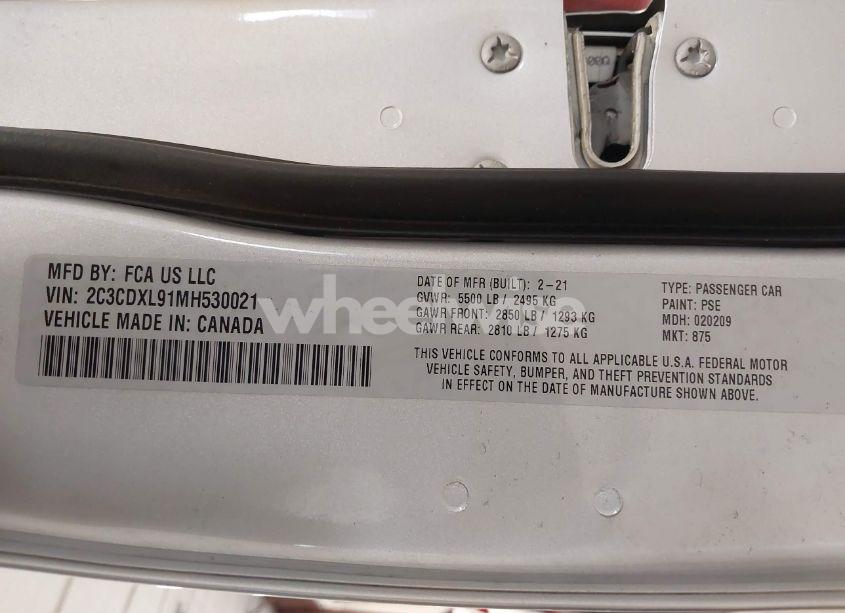 00Ω
MFD BY: FCA US LLC
VIN: 2C3CDXL91MH530021
VEHICLE MADE IN: CANADA
DATE OF MFR (BUILT): 2-21
GVWR: 5500 LB / 2495 KG
GAWR FRONT: 2850 LB / 1293 KG
GAWR REAR: 2810 LB / 1275 KG
THIS VEHICLE CONFORMS TO ALL APPLICABLE U.S.A. FEDERAL MOTOR
VEHICLE SAFETY, BUMPER, AND THEFT PREVENTION STANDARDS
IN EFFECT ON THE DATE OF MANUFACTURE SHOWN ABOVE.
TYPE: PASSENGER CAR
PAINT: PSE
MDH: 020209
MKT: 875